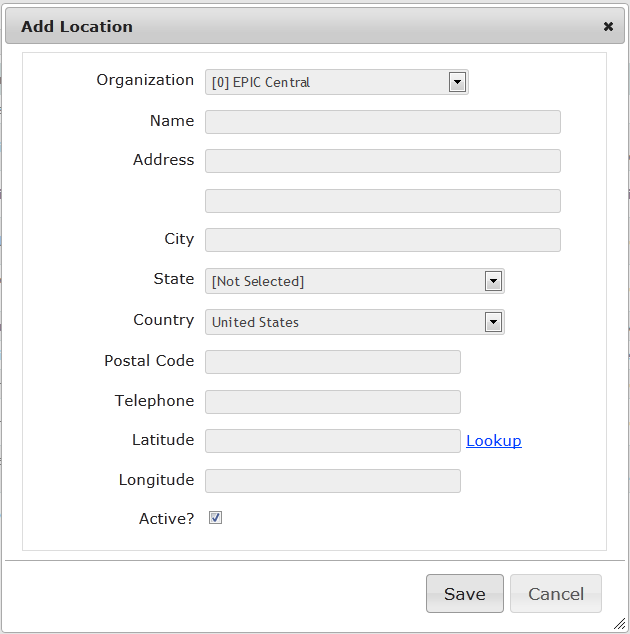 Add Location
Organization [0] EPIC Central
Name
Address
City
State [Not Selected]
Country United States
Postal Code
Telephone
Latitude Lookup
Longitude
Active?
Save Cancel